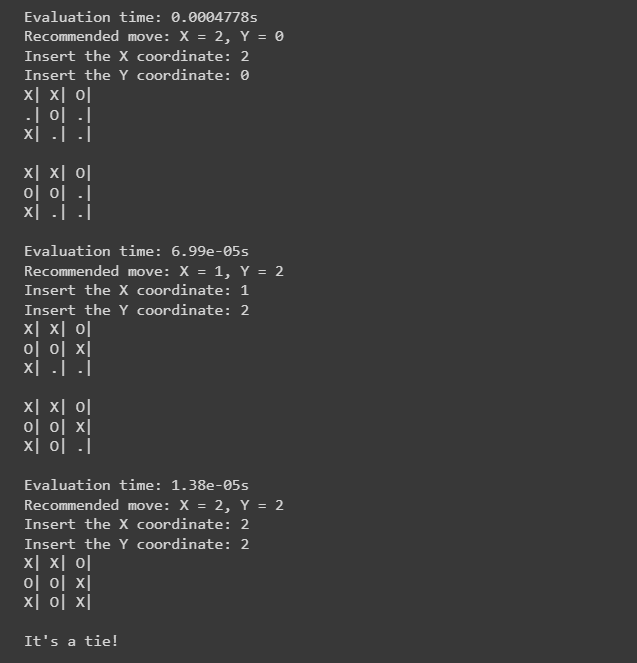 Evaluation time: 0.0004778s
Recommended move: X = 2, Y = 0
Insert the X coordinate: 2
Insert the Y coordinate: 0
X| X| O|
.| O| .|
X| .| .|
X| X| O|
O| O| .|
X| .| .|
Evaluation time: 6.99e-05s
Recommended move: X = 1, Y = 2
Insert the X coordinate: 1
Insert the Y coordinate: 2
X| X| O|
O| O| X|
X| .| .|
X| X| O|
O| O| X|
X| O| .|
Evaluation time: 1.38e-05s
Recommended move: X = 2, Y = 2
Insert the X coordinate: 2
Insert the Y coordinate: 2
X| X| O|
O| O| X|
X| O| X|
It's a tie!